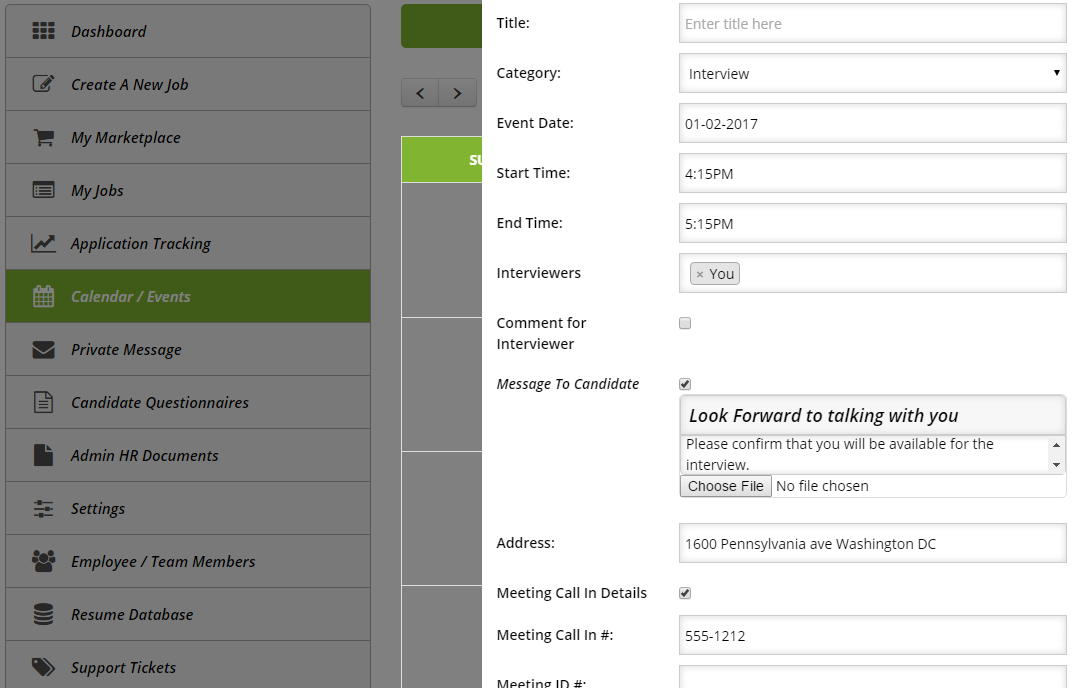 Dashboard
Create A New Job
My Marketplace
My Jobs
Application Tracking
Calendar / Events
Private Message
Candidate Questionnaires
Admin HR Documents
Settings
Employee / Team Members
Resume Database
Support Tickets
Title:
Enter title here
Category:
Interview
Event Date:
01-02-2017
Start Time:
4:15PM
End Time:
5:15PM
Interviewers
× You
Comment for
Interviewer
Message To Candidate
Look Forward to talking with you
Please confirm that you will be available for the
interview.
Choose File No file chosen
Address:
1600 Pennsylvania ave Washington DC
Meeting Call In Details
Meeting Call In #:
555-1212
Meeting ID #: